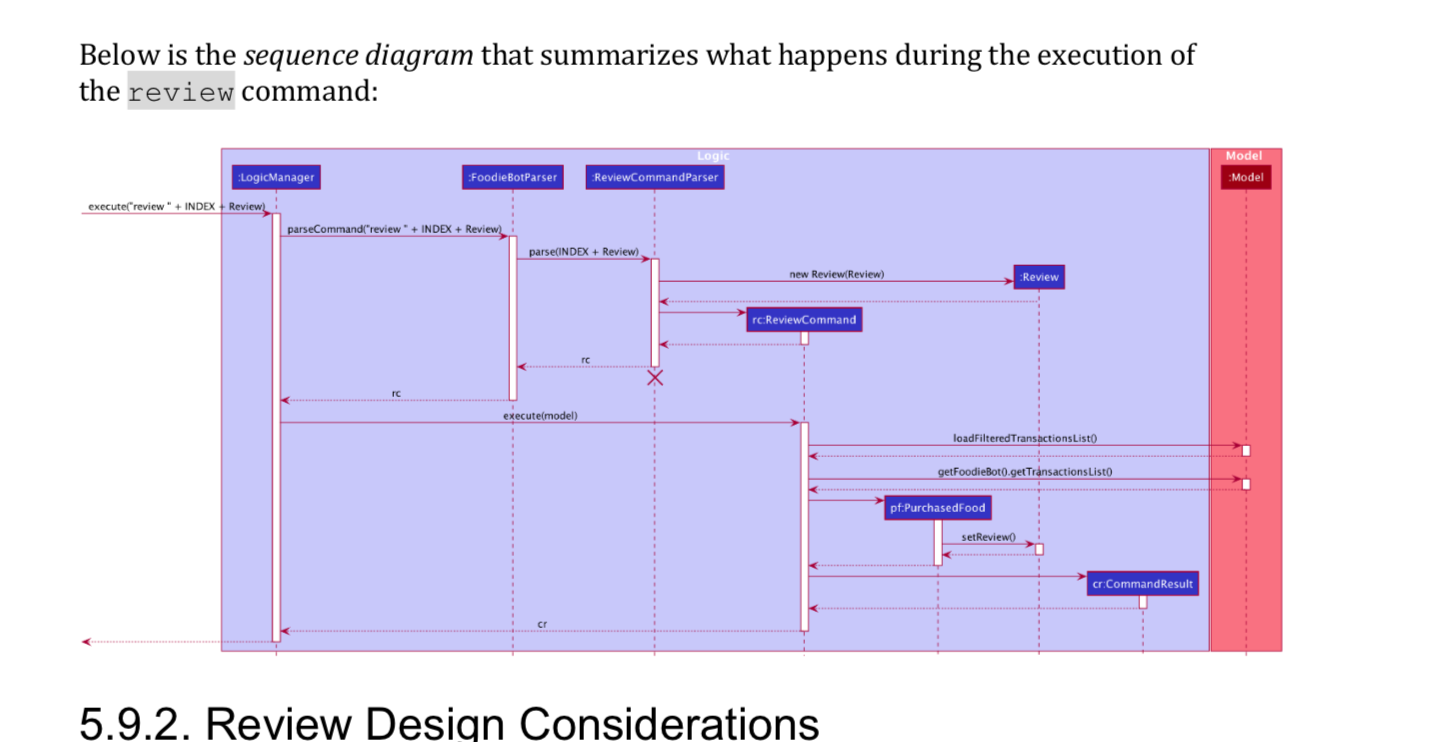 Below is the sequence diagram that summarizes what happens during the execution of
the review command:
Logic
Model
:LogicManager
:FoodieBotParser
:ReviewCommandParser
:Model
execute("review " + INDEX + Review)
parseCommand("review " + INDEX + Review)
parse(INDEX + Review)
new Review(Review)
:Review
rc:ReviewCommand
rc
rc
execute(model)
loadFilteredTransactionsList()
getFoodieBot().getTransactionsList()
pf:PurchasedFood
setReview()
cr:CommandResult
cr
5.9.2. Review Design Considerations